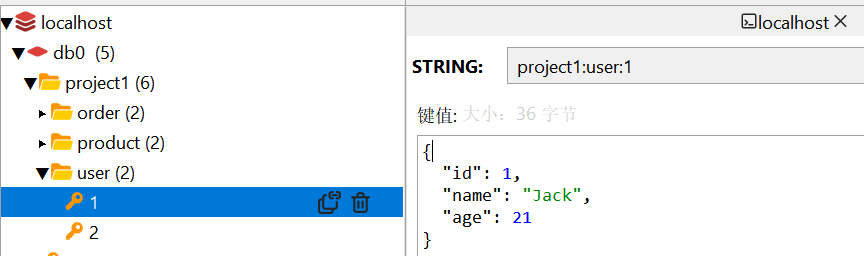 localhost
db0 (5)
project1 (6)
order (2)
product (2)
user (2)
1
2
localhost
STRING: project1:user:1
键值: 大小: 36 字节
{
"id": 1,
"name": "Jack",
"age": 21
}